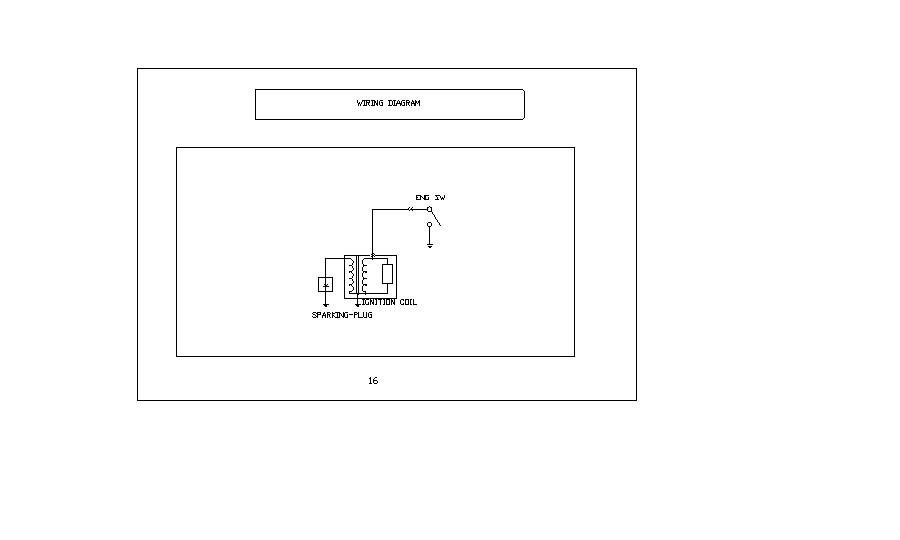 WIRING DIAGRAM
ENG SW
IGNITION COIL
SPARKING-PLUG
16